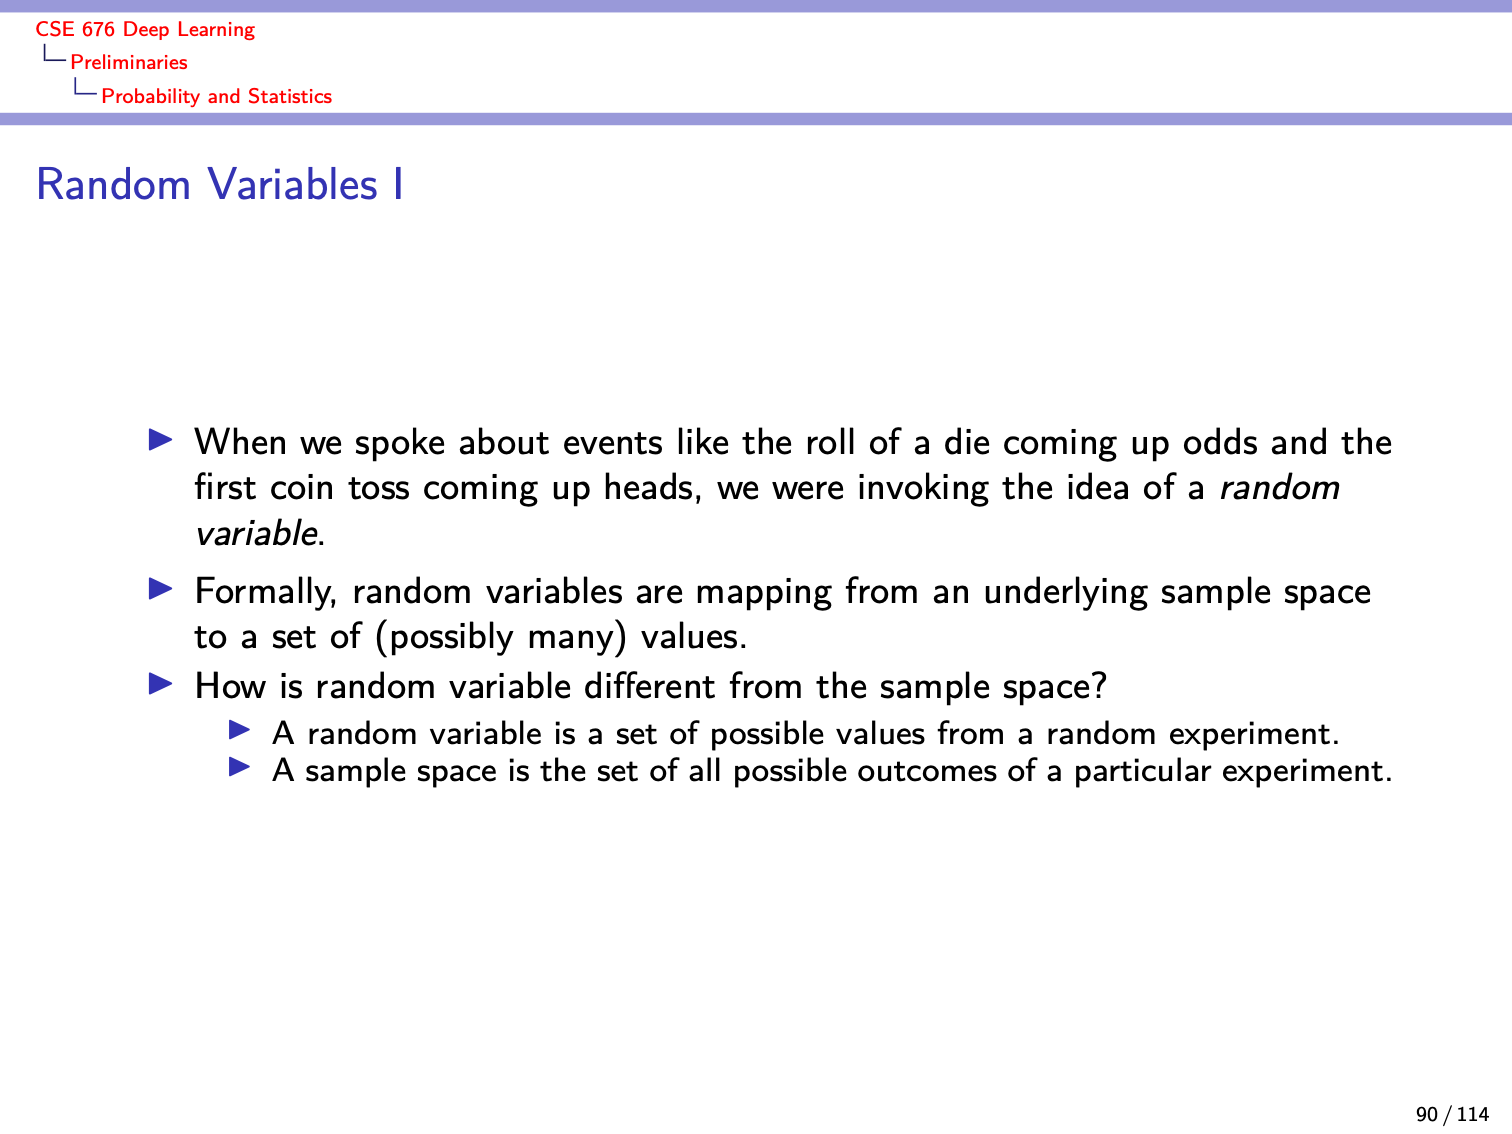 CSE 676 Deep Learning
Preliminaries
Probability and Statistics
Random Variables I
When we spoke about events like the roll of a die coming up odds and the
first coin toss coming up heads, we were invoking the idea of a random
variable.
Formally, random variables are mapping from an underlying sample space
to a set of (possibly many) values.
How is random variable different from the sample space?
A random variable is a set of possible values from a random experiment.
A sample space is the set of all possible outcomes of a particular experiment.
90 / 114